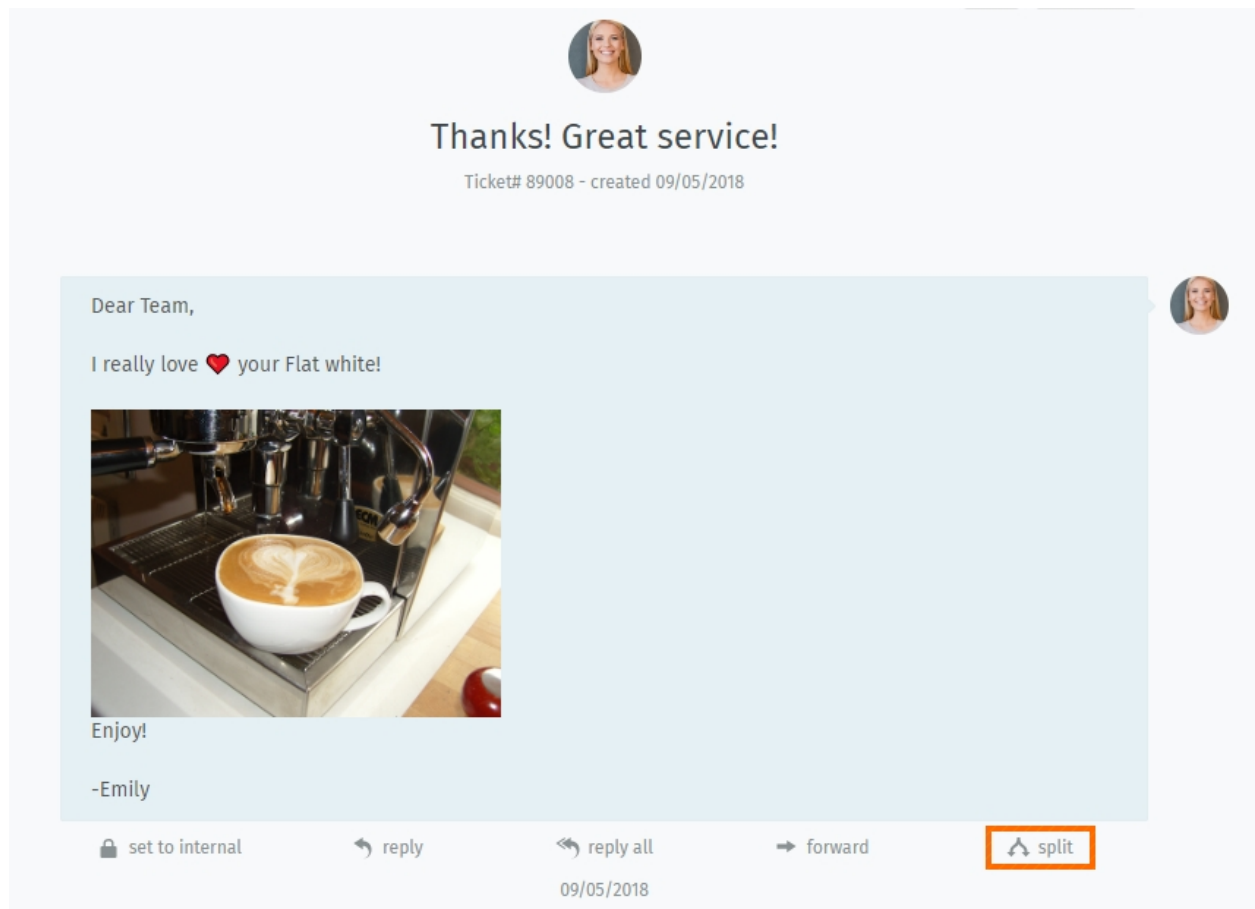 Thanks! Great service!
Ticket# 89008 - created 09/05/2018
Dear Team,
I really love ❤ your Flat white!
ECM
Enjoy!
-Emily
set to internal
reply
reply all
forward
split
09/05/2018